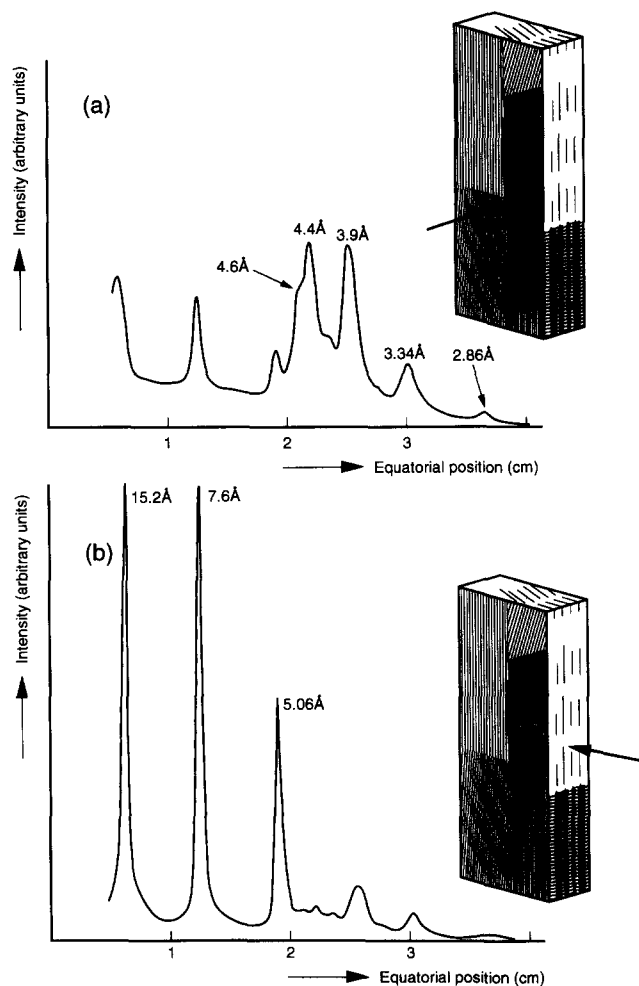 (a)
Intensity (arbitrary units)
4.6Å
4.4Å
3.9Å
3.34Å
2.86Å
1
2
3
Equatorial position (cm)
(b)
Intensity (arbitrary units)
15.2Å
7.6Å
5.06Å
1
2
3
Equatorial position (cm)